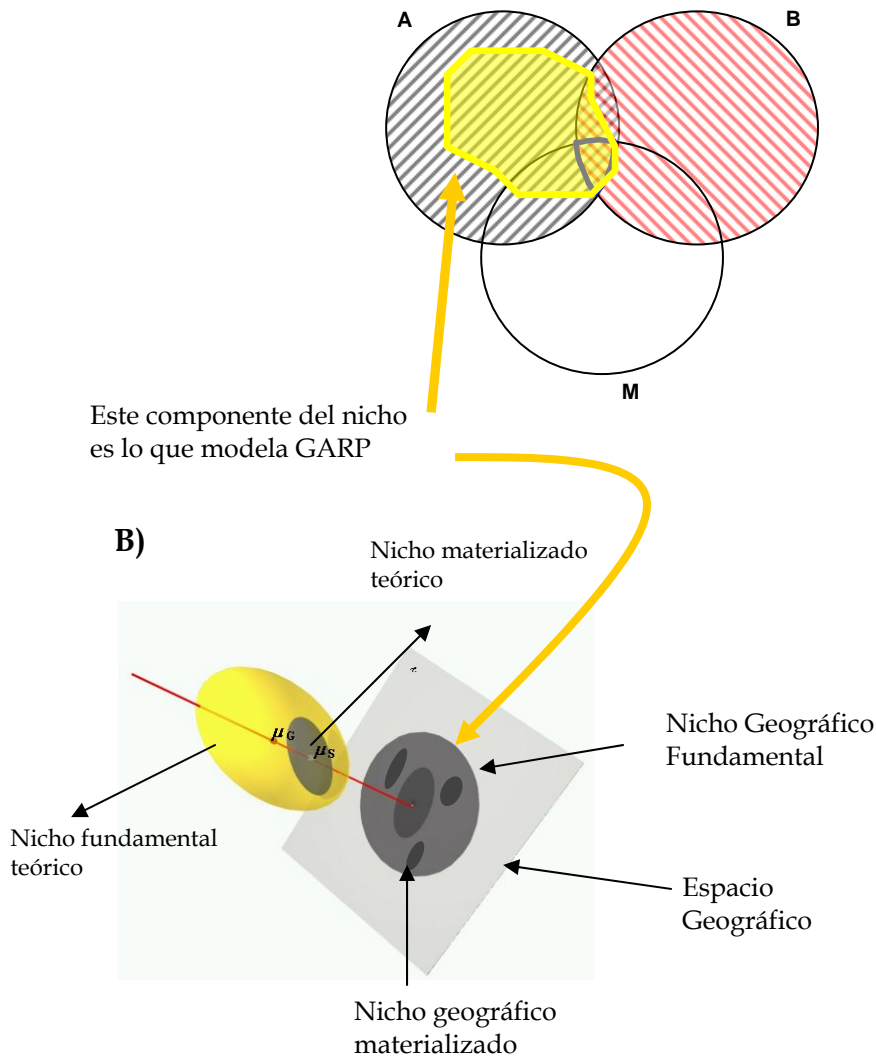 A
B
M
Este componente del nicho
es lo que modela GARP
B)
Nicho materializado
teórico
μG
μS
Nicho Geográfico
Fundamental
Nicho fundamental
teórico
Espacio
Geográfico
Nicho geográfico
materializado